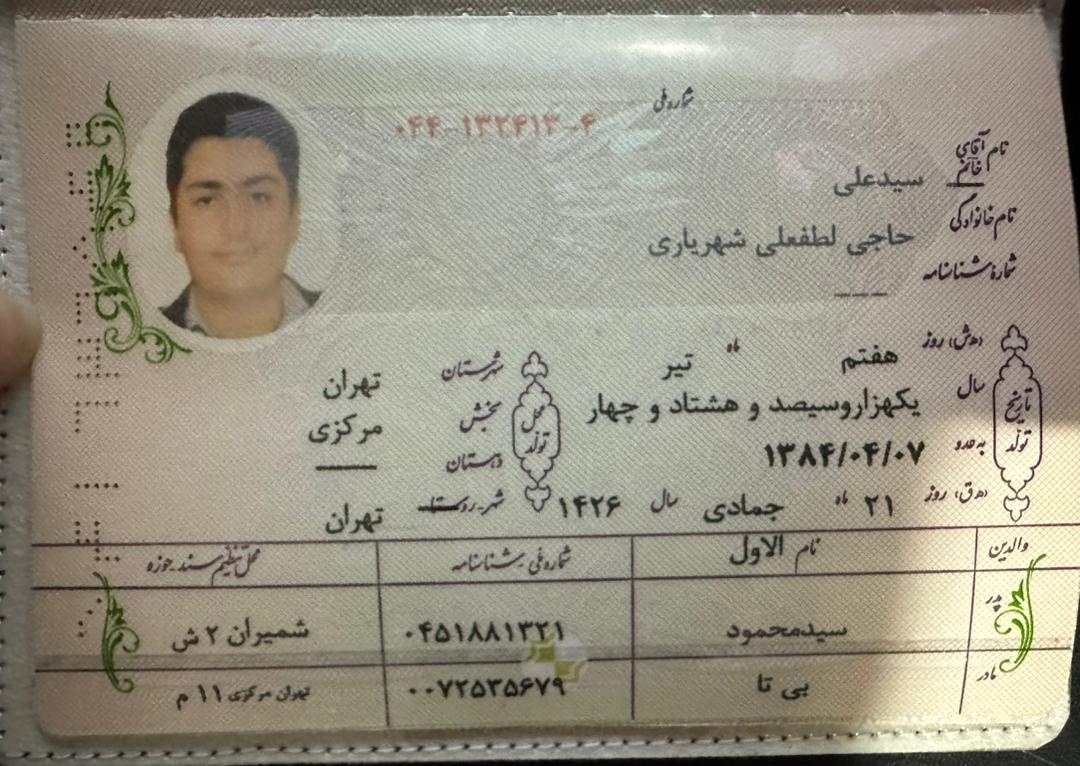 شماره ملی
۰۴۴-۱۳۲۴۱۳-۴
نام آقای خانم سیدعلی
نام خانوادگی حاجی لطفعلی شهریاری
شماره شناسنامه ---
تاریخ تولد
(ه‍.ش) روز هفتم ماه تیر
سال یکهزاروسیصد و هشتاد و چهار
به عدد ۱۳۸۴/۰۴/۰۷
(ه‍.ق) روز ۲۱ ماه جمادی الاول سال ۱۴۲۶
محل تولد
شهرستان تهران
بخش مرکزی
دهستان ——
شهر-روستا تهران
والدین نام شماره ملی-شناسنامه محل تنظیم سند-حوزه
پدر سیدمحمود ۰۴۵۱۸۸۱۳۲۱ شمیران ۲ ش
مادر بی تا ۰۰۷۲۵۳۵۶۷۹ تهران مرکزی ۱۱ م